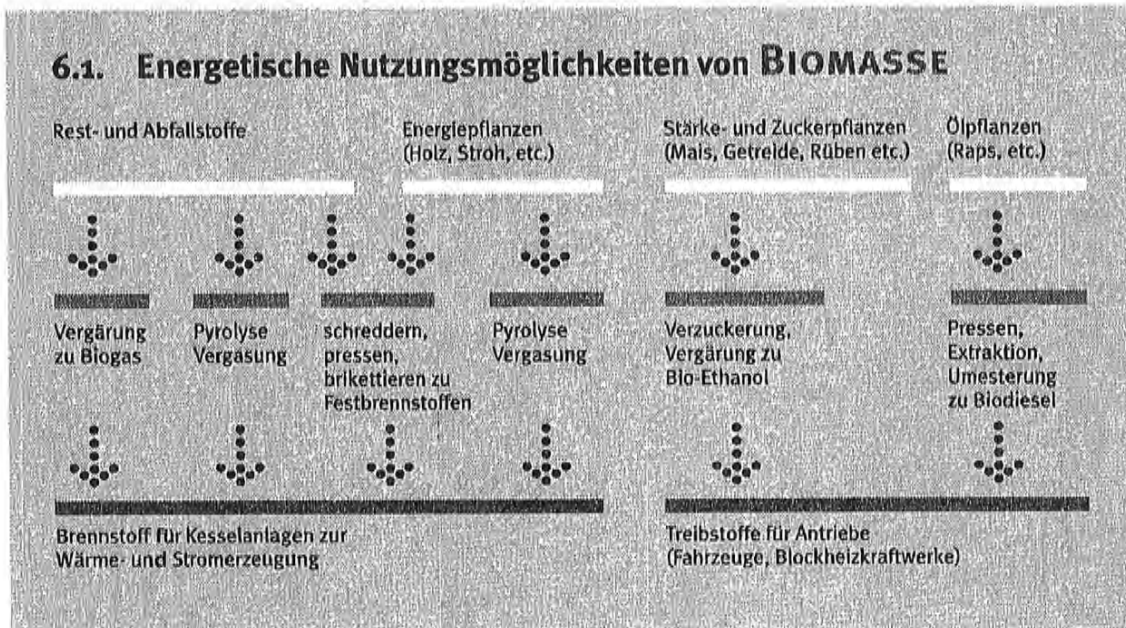 6.1. Energetische Nutzungsmöglichkeiten von BIOMASSE
Rest- und Abfallstoffe
Energiepflanzen
(Holz, Stroh, etc.)
Stärke- und Zuckerpflanzen
(Mais, Getreide, Rüben etc.)
Ölpflanzen
(Raps, etc.)
Vergärung
zu Biogas
Pyrolyse
Vergasung
schreddern,
pressen,
brikettieren zu
Festbrennstoffen
Pyrolyse
Vergasung
Verzuckerung,
Vergärung zu
Bio-Ethanol
Pressen,
Extraktion,
Umesterung
zu Biodiesel
Brennstoff für Kesselanlagen zur
Wärme- und Stromerzeugung
Treibstoffe für Antriebe
(Fahrzeuge, Blockheizkraftwerke)